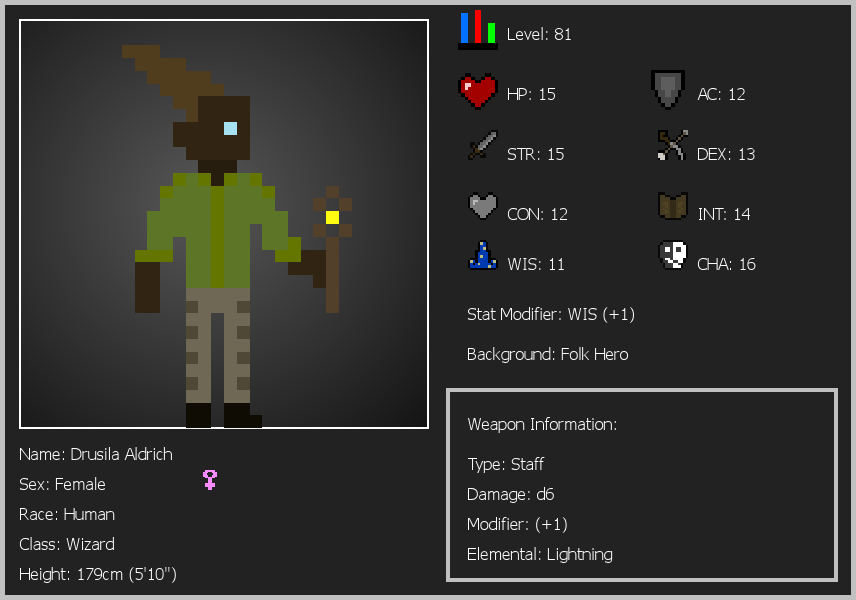 Level: 81
HP: 15
AC: 12
STR: 15
DEX: 13
CON: 12
INT: 14
WIS: 11
CHA: 16
Stat Modifier: WIS (+1)
Background: Folk Hero
Weapon Information:
Type: Staff
Damage: d6
Modifier: (+1)
Elemental: Lightning
Name: Drusila Aldrich
Sex: Female
Race: Human
Class: Wizard
Height: 179cm (5'10")